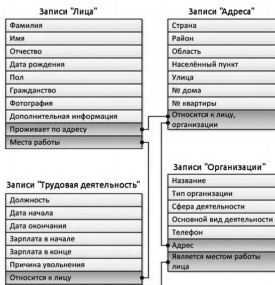 Записи "Лица"
Фамилия
Имя
Отчество
Дата рождения
Пол
Гражданство
Фотография
Дополнительная информация
Проживает по адресу
Места работы
Записи "Адреса"
Страна
Район
Область
Населённый пункт
Улица
№ дома
№ квартиры
Относится к лицу,
организации
Записи "Трудовая деятельность"
Должность
Дата начала
Дата окончания
Зарплата в начале
Зарплата в конце
Причина увольнения
Относится к лицу
Записи "Организации"
Название
Тип организации
Сфера деятельности
Основной вид деятельности
Телефон
Адрес
Является местом работы
лица